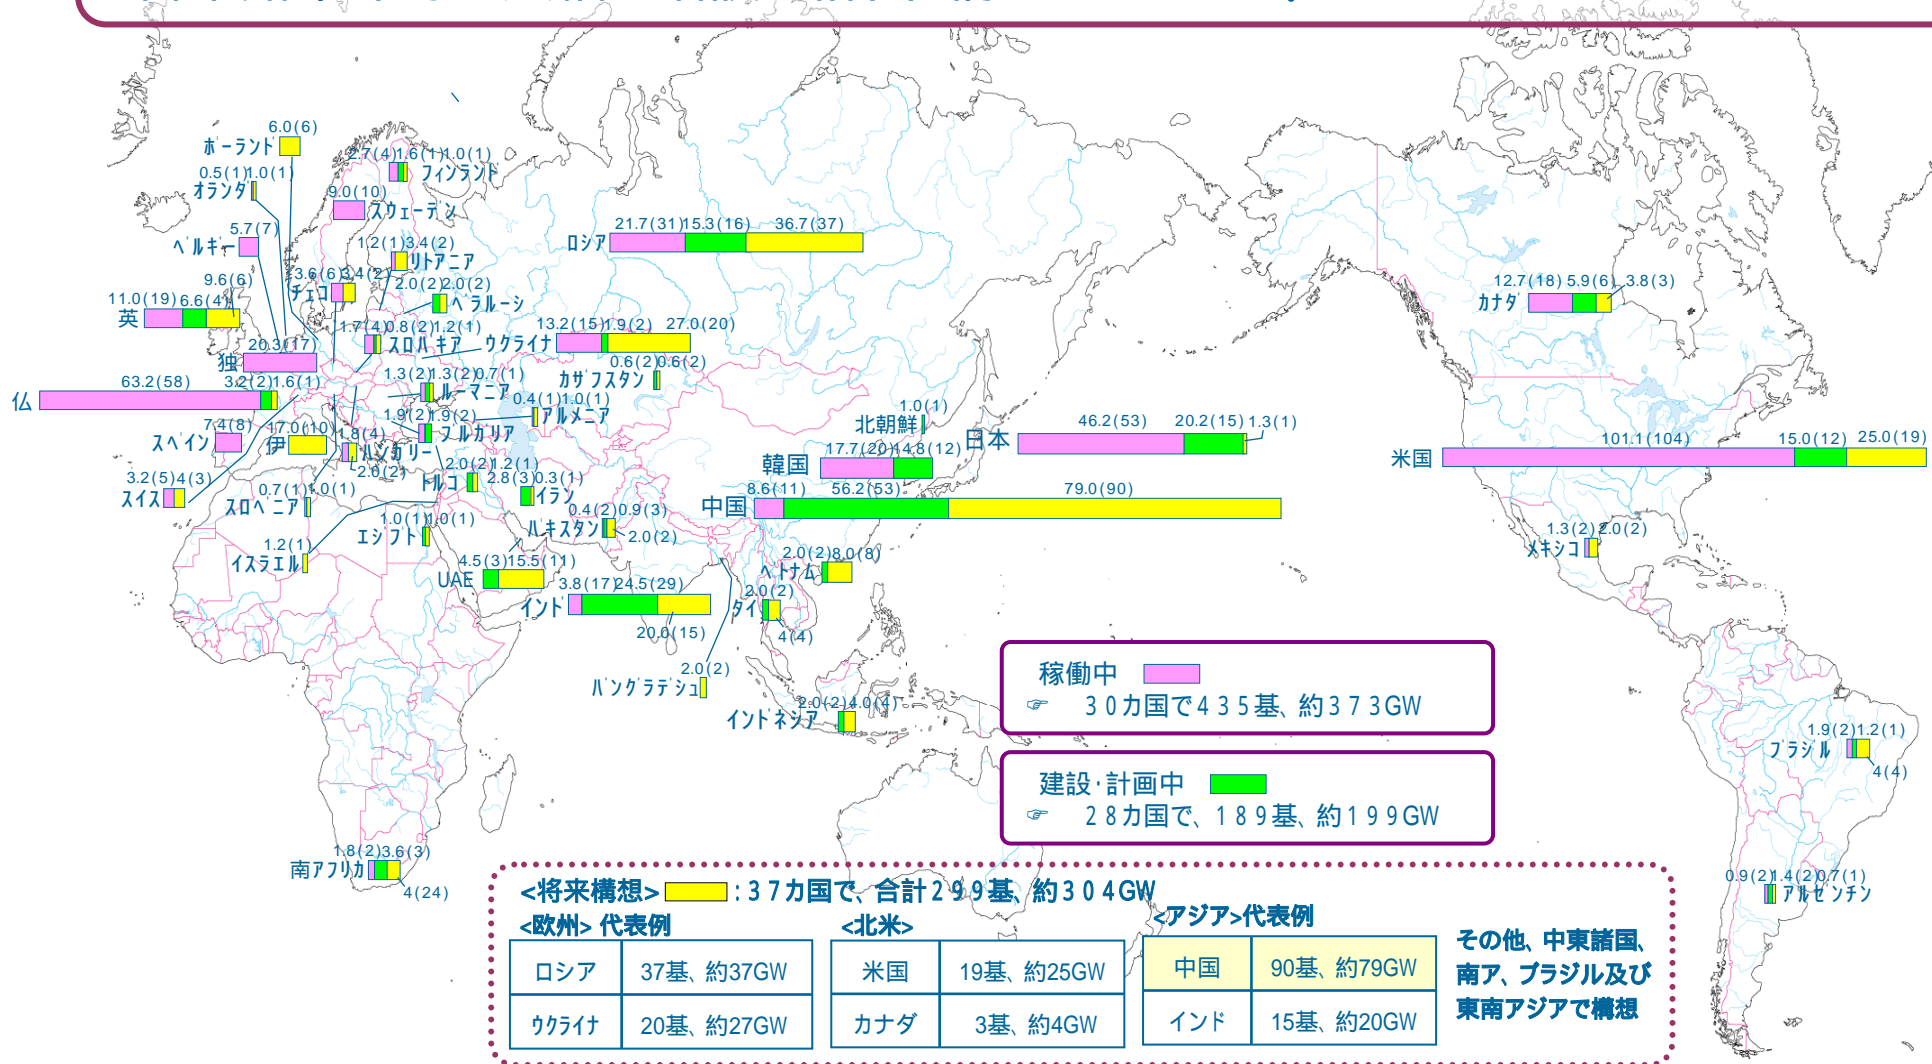 6.0(6)
ポーランド
0.5(1)1.0(1)
オランダ
2.7(4)1.6(1)1.0(1)
フィンランド
9.0(10)
スウェーデン
5.7(7)
ベルギー
1.2(1)3.4(2)
リトアニア
21.7(31)15.3(16) 36.7(37)
ロシア
9.6(6)
11.0(19) 6.6(4)
英
3.6(6)3.4(2)
チェコ
2.0(2)2.0(2)
ベラルーシ
12.7(18) 5.9(6) 3.8(3)
カナダ
20.3(17)
独
1.7(4)0.8(2)1.2(1)
スロバキア
13.2(15)1.9(2) 27.0(20)
ウクライナ
63.2(58) 3.2(2)1.6(1)
仏
1.3(2)1.3(2)0.7(1)
ルーマニア
0.6(2)0.6(2)
カザフスタン
0.4(1)1.0(1)
アルメニア
1.9(2)1.9(2)
ブルガリア
1.0(1)
北朝鮮
46.2(53) 20.2(15) 1.3(1)
日本
7.4(8)
スペイン
17.0(10)
伊
1.8(4)
ハンガリー
2.0(2)
17.7(20)14.8(12)
韓国
101.1(104) 15.0(12) 25.0(19)
米国
3.2(5)4(3)
スイス
0.7(1)1.0(1)
スロベニア
2.0(2)1.2(1)
トルコ
2.8(3)0.3(1)
イラン
8.6(11) 56.2(53) 79.0(90)
中国
0.4(2)0.9(3)
パキスタン
2.0(2)
1.0(1)1.0(1)
エジプト
1.3(2) 2.0(2)
メキシコ
1.2(1)
イスラエル
4.5(3)15.5(11)
UAE
3.8(17)24.5(29)
インド
20.0(15)
2.0(2)8.0(8)
ベトナム
2.0(2)
タイ
4(4)
2.0(2)
バングラデシュ
2.0(2)4.0(4)
インドネシア
稼働中
☞ 30カ国で435基、約373GW
建設・計画中
☞ 28カ国で、189基、約199GW
1.9(2)1.2(1)
ブラジル
4(4)
1.8(2)3.6(3)
南アフリカ
4(24)
0.9(2)1.4(2)0.7(1)
アルゼンチン
<将来構想> : 37カ国で、合計299基、約304GW
<欧州> 代表例
ロシア 37基、約37GW
ウクライナ 20基、約27GW
<北米>
米国 19基、約25GW
カナダ 3基、約4GW
<アジア>代表例
中国 90基、約79GW
インド 15基、約20GW
その他、中東諸国、
南ア、ブラジル及び
東南アジアで構想